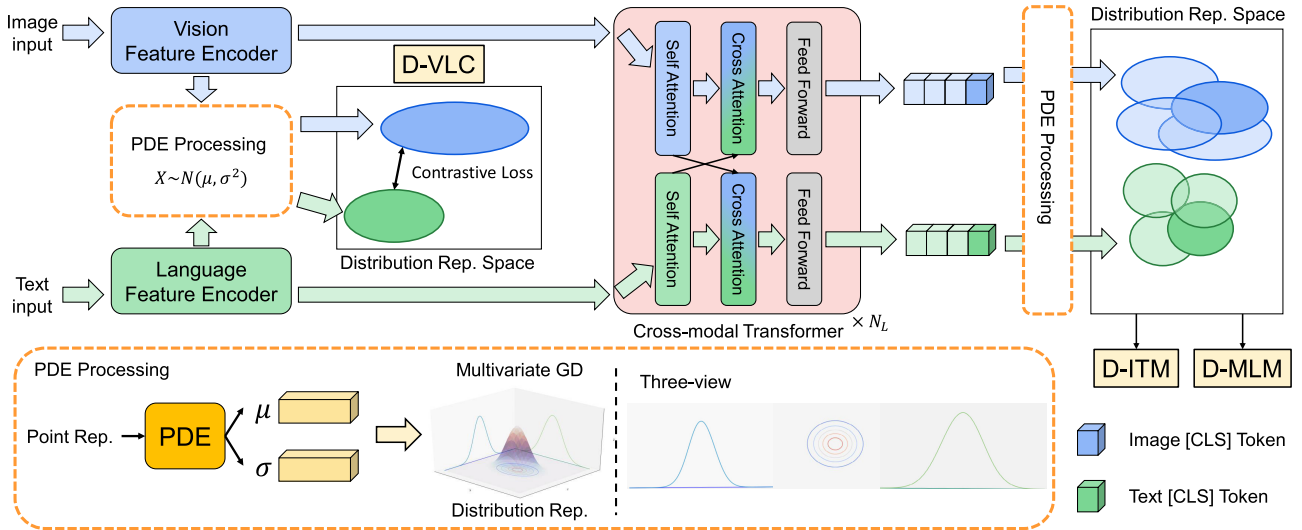 Image
input
Vision
Feature Encoder
D-VLC
PDE Processing
X~N(μ, σ²)
Contrastive Loss
Distribution Rep. Space
Text
input
Language
Feature Encoder
Self Attention
Cross Attention
Feed Forward
Self Attention
Cross Attention
Feed Forward
Cross-modal Transformer
× N_L
PDE Processing
Distribution Rep. Space
D-ITM
D-MLM
PDE Processing
Point Rep.
PDE
μ
σ
Multivariate GD
Distribution Rep.
Three-view
Image [CLS] Token
Text [CLS] Token